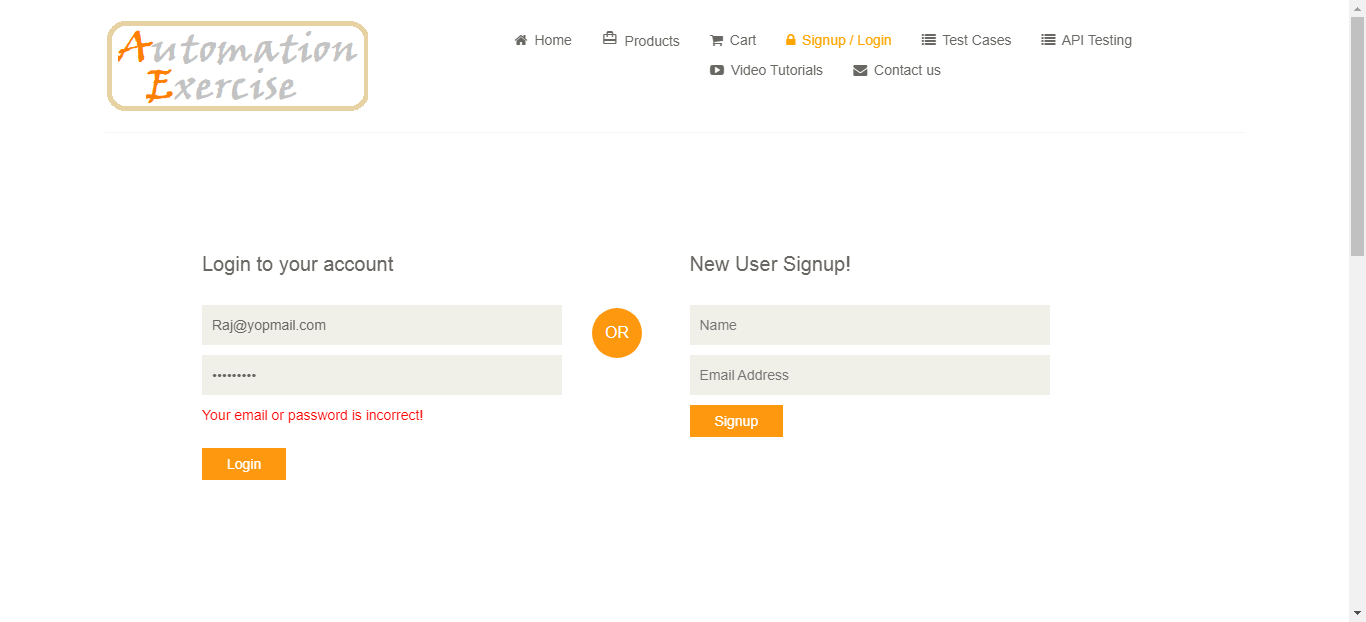 Automation
Exercise
Home Products Cart Signup / Login Test Cases API Testing
Video Tutorials Contact us
Login to your account
Raj@yopmail.com
•••••••••
Your email or password is incorrect!
Login
OR
New User Signup!
Name
Email Address
Signup